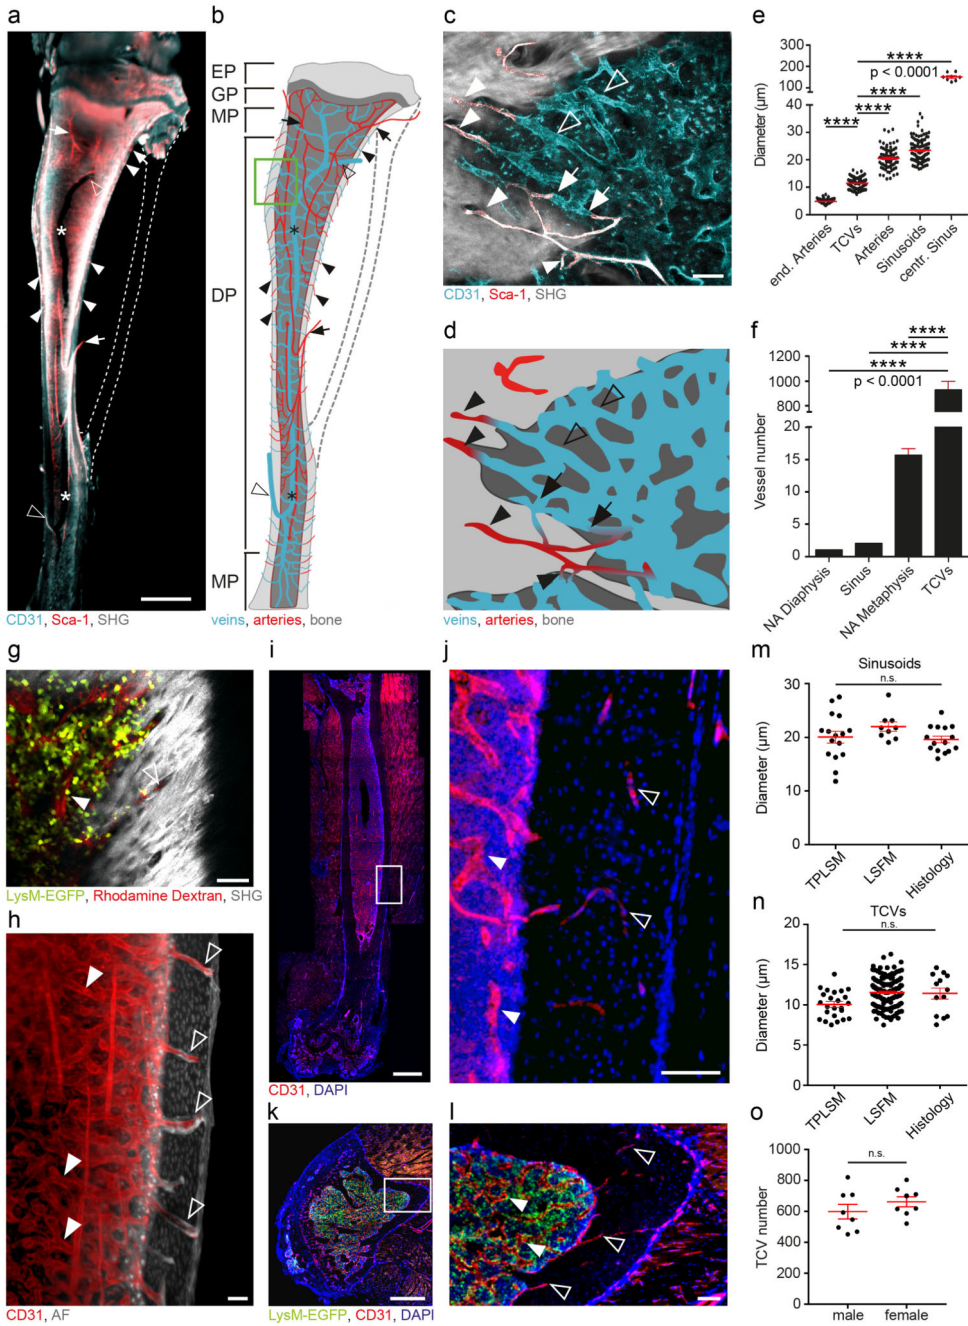 a
CD31, Sca-1, SHG
b
EP
GP
MP
DP
MP
veins, arteries, bone
c
CD31, Sca-1, SHG
d
veins, arteries, bone
e
Diameter (µm)
300
200
100
40
30
20
10
0
****
p < 0.0001
****
****
****
end. Arteries
TCVs
Arteries
Sinusoids
centr. Sinus
f
Vessel number
1200
1000
800
20
15
10
5
0
****
****
****
p < 0.0001
NA Diaphysis
Sinus
NA Metaphysis
TCVs
g
LysM-EGFP, Rhodamine Dextran, SHG
h
CD31, AF
i
CD31, DAPI
j
k
LysM-EGFP, CD31, DAPI
l
m
Sinusoids
n.s.
Diameter (µm)
30
20
10
0
TPLSM
LSFM
Histology
n
TCVs
n.s.
Diameter (µm)
20
15
10
5
0
TPLSM
LSFM
Histology
o
n.s.
TCV number
1000
800
600
400
200
0
male
female